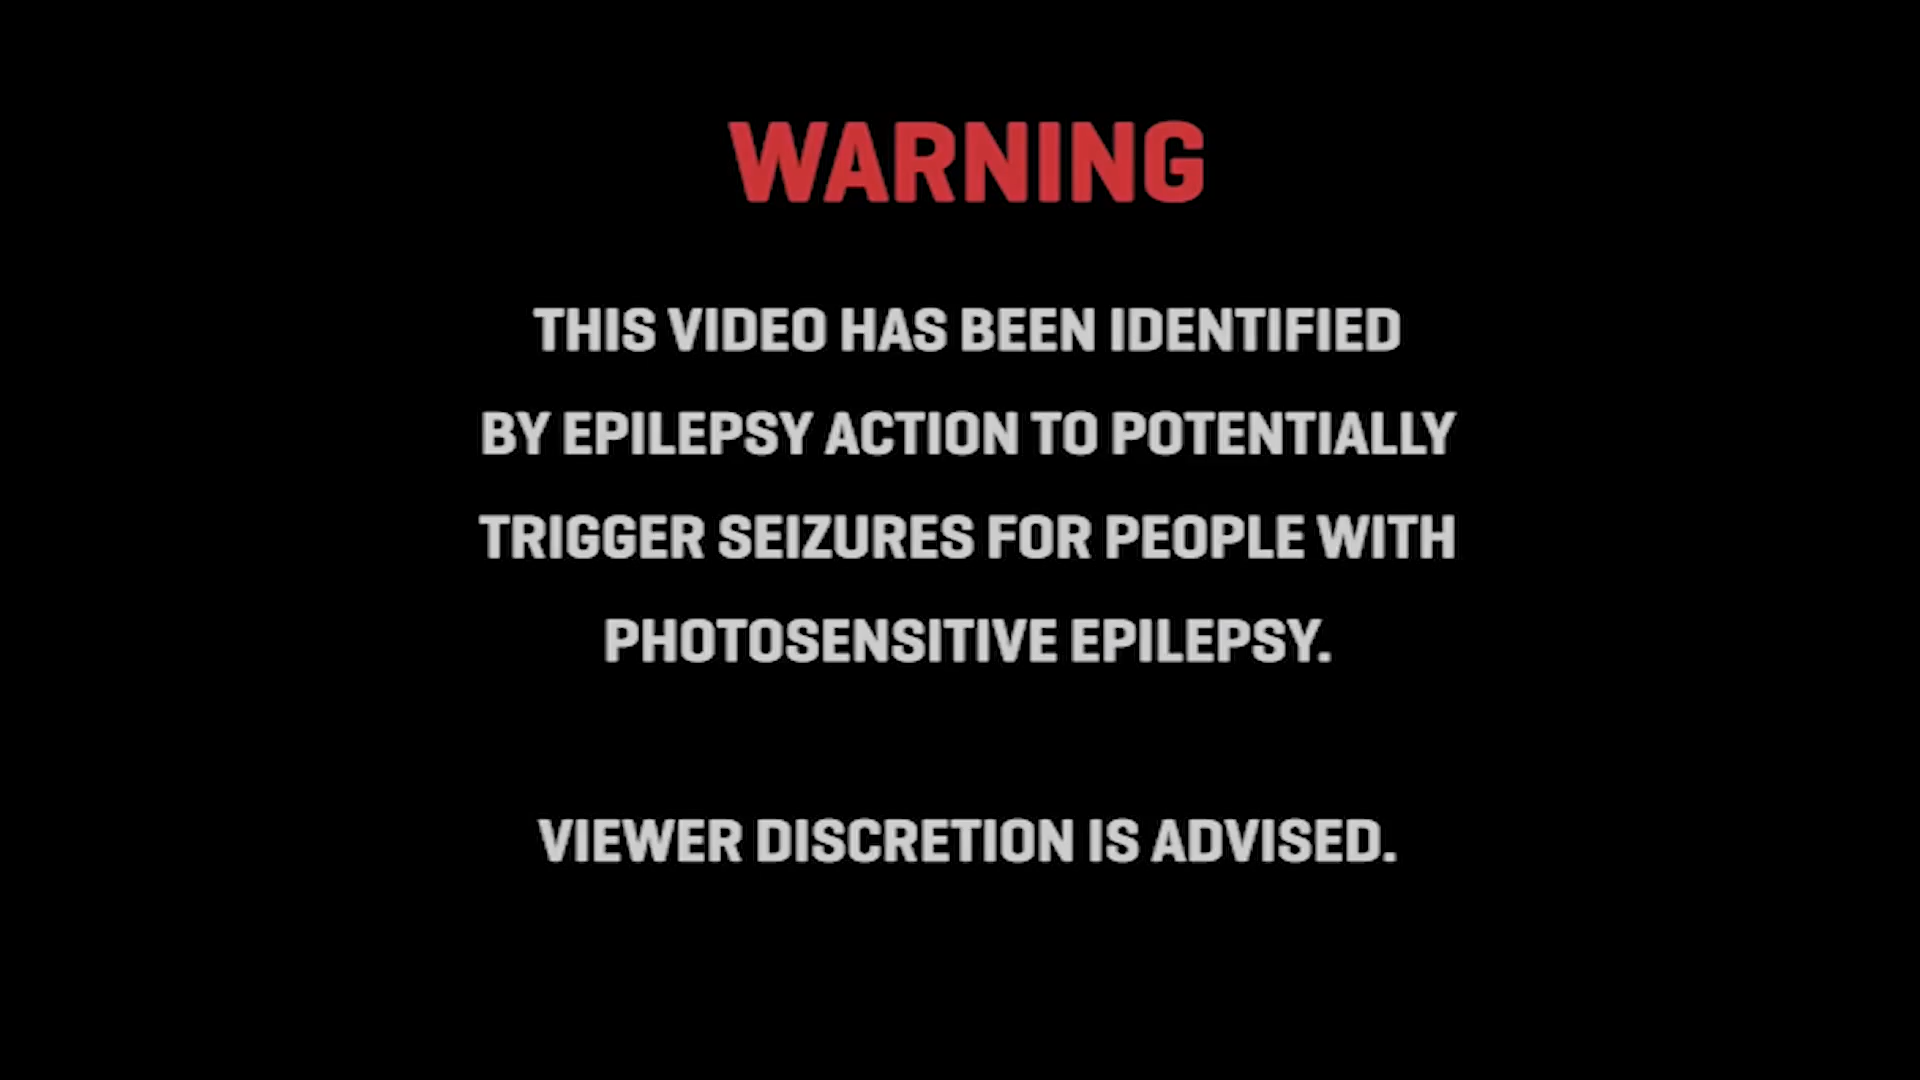 WARNING
THIS VIDEO HAS BEEN IDENTIFIED
BY EPILEPSY ACTION TO POTENTIALLY
TRIGGER SEIZURES FOR PEOPLE WITH
PHOTOSENSITIVE EPILEPSY.
VIEWER DISCRETION IS ADVISED.